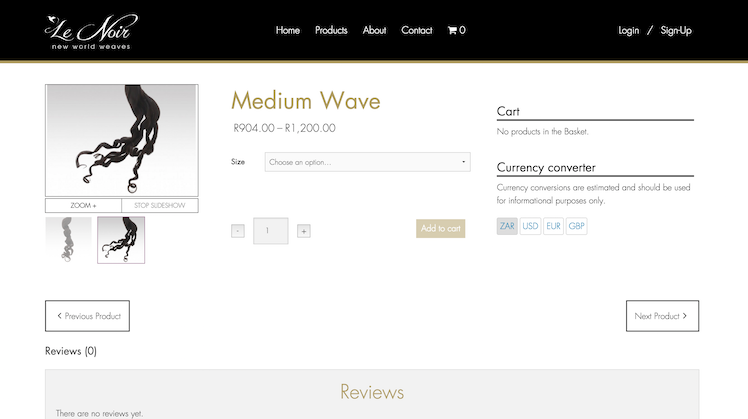 Le Noir
new world weaves
Home Products About Contact 0
Login / Sign-Up
ZOOM +
STOP SLIDESHOW
Medium Wave
R904.00 – R1,200.00
Size
Choose an option...
- 1 +
Add to cart
Cart
No products in the Basket.
Currency converter
Currency conversions are estimated and should be used
for informational purposes only.
ZAR USD EUR GBP
Previous Product
Next Product
Reviews (0)
Reviews
There are no reviews yet.